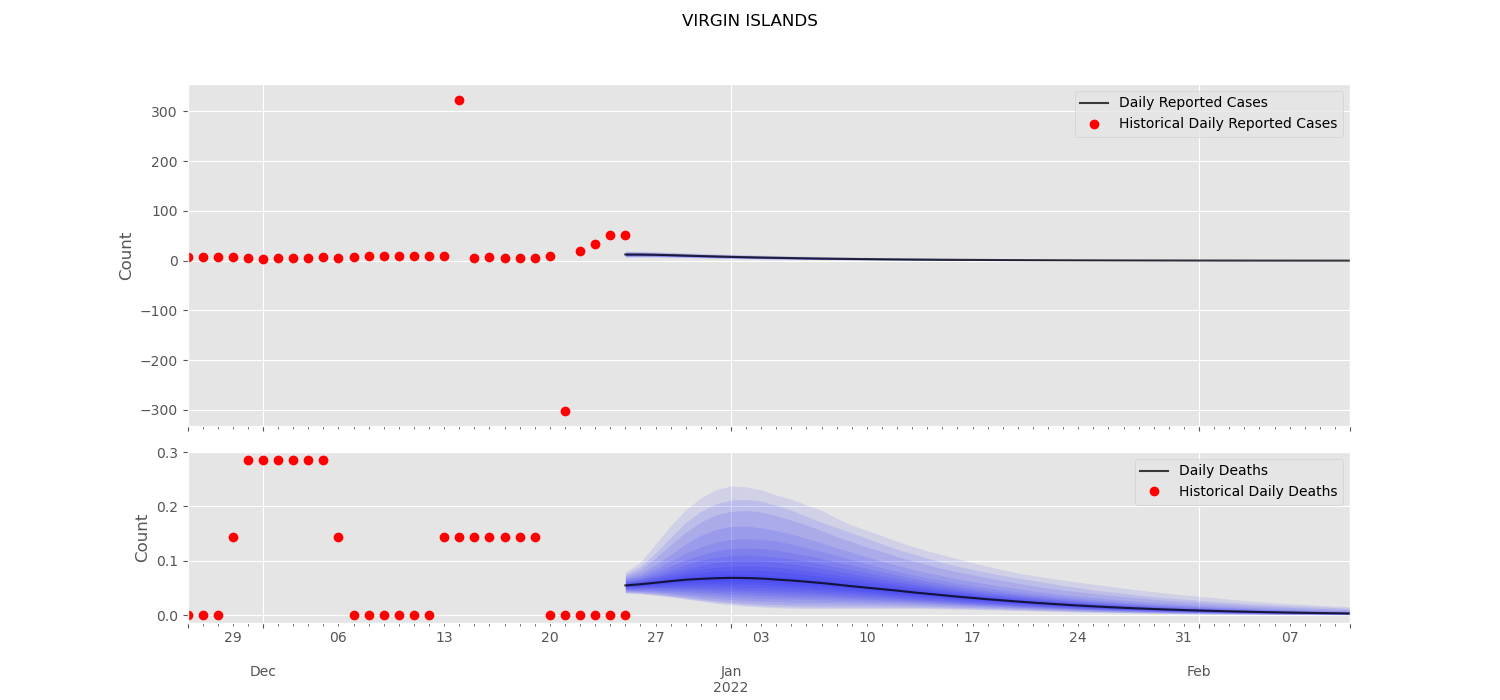 VIRGIN ISLANDS
Daily Reported Cases
Historical Daily Reported Cases
300
200
100
0
−100
−200
−300
Count
Daily Deaths
Historical Daily Deaths
0.3
0.2
0.1
0.0
Count
29 06 13 20 27 03 10 17 24 31 07
Dec Jan Feb
2022